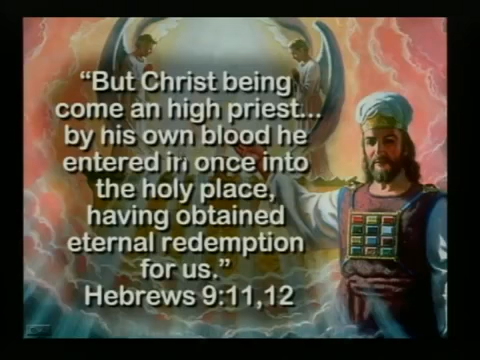 “But Christ being
come an high priest...
by his own blood he
entered in once into
the holy place,
having obtained
eternal redemption
for us.”
Hebrews 9:11,12